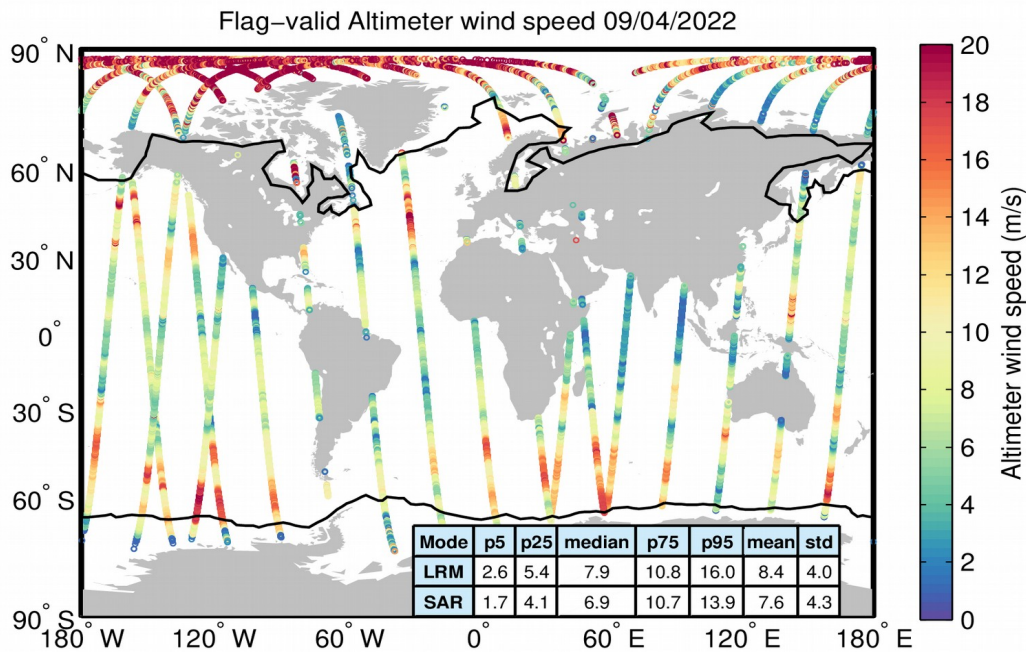 Flag−valid Altimeter wind speed 09/04/2022
90° N
60° N
30° N
0°
30° S
60° S
90° S
180° W
120° W
60° W
0°
60° E
120° E
180° E
Mode p5 p25 median p75 p95 mean std
LRM 2.6 5.4 7.9 10.8 16.0 8.4 4.0
SAR 1.7 4.1 6.9 10.7 13.9 7.6 4.3
20
18
16
14
12
10
8
6
4
2
0
Altimeter wind speed (m/s)